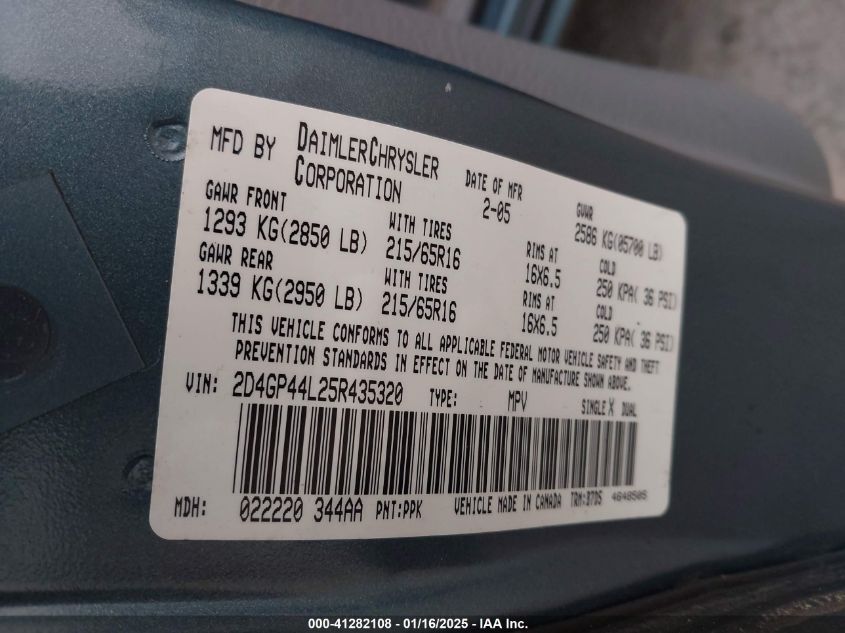 MFD BY DAIMLERCHRYSLER CORPORATION DATE OF MFR 2-05 GVWR 2586 KG(05700 LB)
GAWR FRONT WITH TIRES RIMS AT COLD
1293 KG(2850 LB) 215/65R16 16X6.5 250 KPA( 36 PSI)
GAWR REAR WITH TIRES RIMS AT COLD
1339 KG(2950 LB) 215/65R16 16X6.5 250 KPA( 36 PSI)
THIS VEHICLE CONFORMS TO ALL APPLICABLE FEDERAL MOTOR VEHICLE SAFETY AND THEFT
PREVENTION STANDARDS IN EFFECT ON THE DATE OF MANUFACTURE SHOWN ABOVE.
VIN: 2D4GP44L25R435320 TYPE: MPV SINGLE X DUAL
MDH: 022220 344AA PNT:PPK VEHICLE MADE IN CANADA TRM:B7D5 4648505
000-41282108 - 01/16/2025 - IAA Inc.